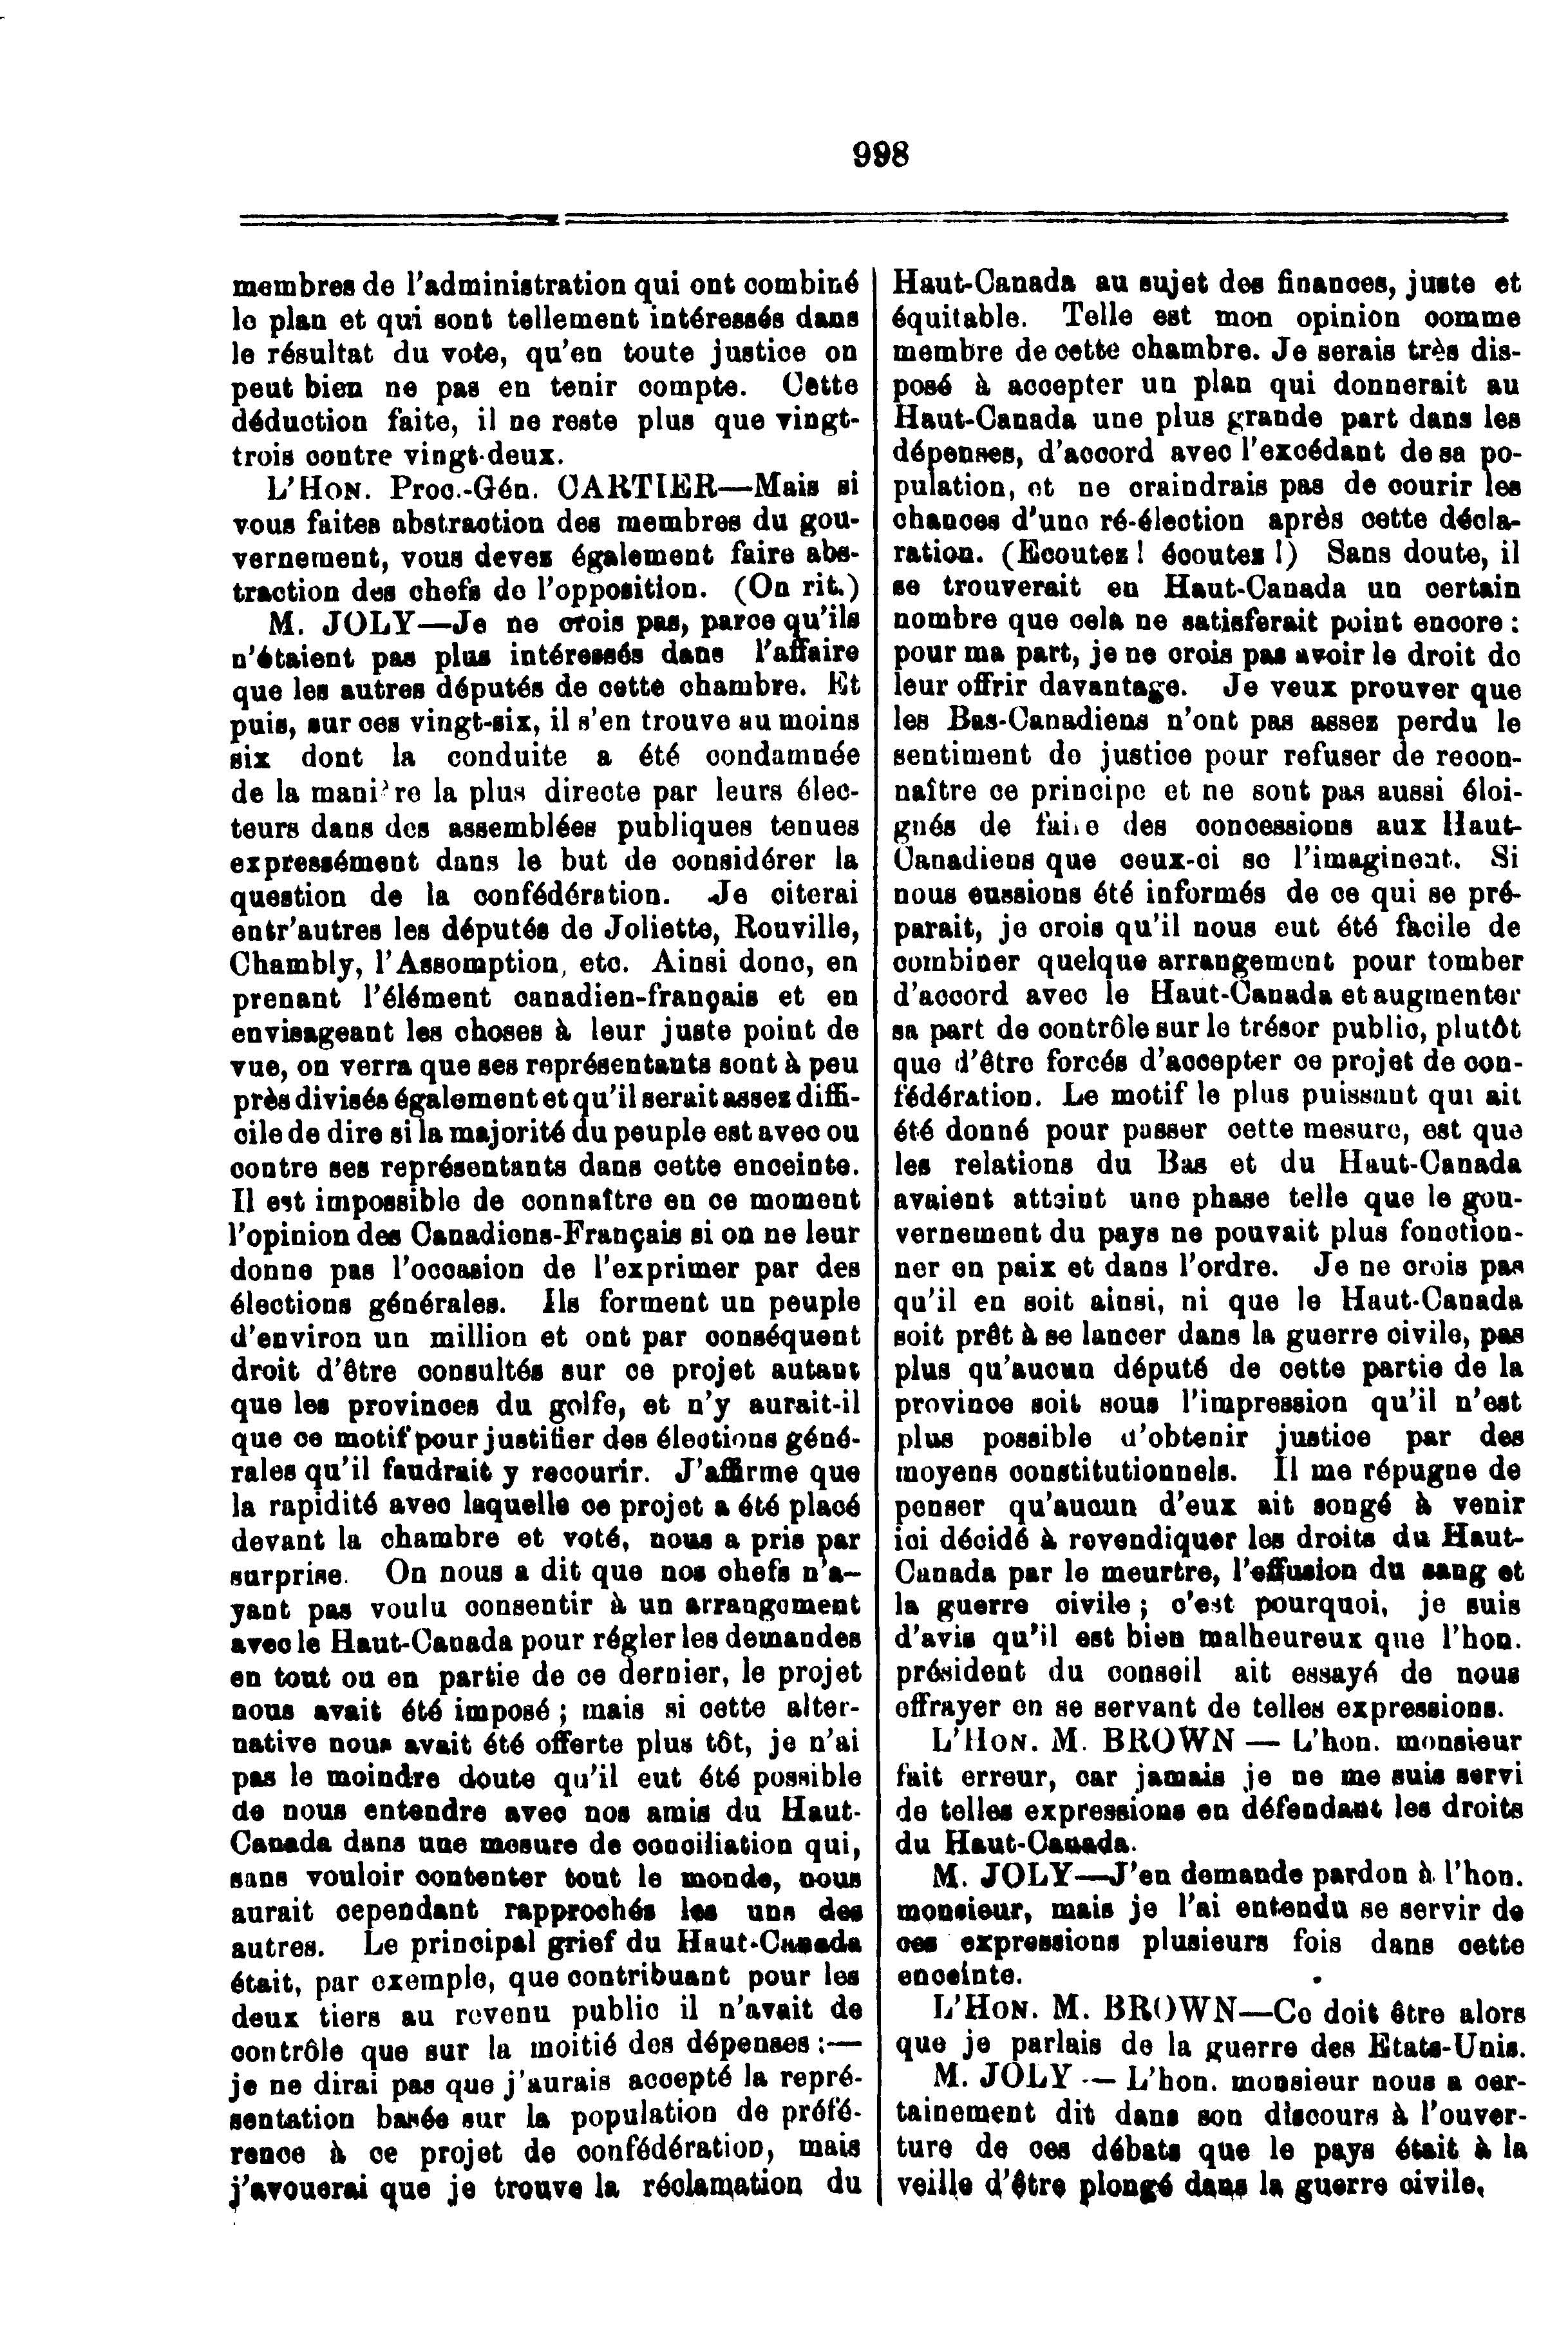 998
membres de l'administration qui ont combiné
le plan et qui sont tellement intéressés dans
le résultat du vote, qu'en toute justice on
peut bien ne pas en tenir compte. Cette
déduction faite, il ne reste plus que vingt-
trois contre vingt-deux.
L'HON. Proc.-Gén. CARTIER—Mais si
vous faites abstraction des membres du gou-
vernement, vous devez également faire abs-
traction des chefs de l'opposition. (On rit.)
M. JOLY—Je ne crois pas, parce qu'ils
n'étaient pas plus intéressés dans l'affaire
que les autres députés de cette chambre. Et
puis, sur ces vingt-six, il s'en trouve au moins
six dont la conduite a été condamnée
de la manière la plus directe par leurs élec-
teurs dans des assemblées publiques tenues
expressément dans le but de considérer la
question de la confédération. Je citerai
entr'autres les députés de Joliette, Rouville,
Chambly, l'Assomption, etc. Ainsi donc, en
prenant l'élément canadien-français et en
envisageant les choses à leur juste point de
vue, on verra que ses représentants sont à peu
près divisés également et qu'il serait assez diffi-
cile de dire si la majorité du peuple est avec ou
contre ses représentants dans cette enceinte.
Il est impossible de connaître en ce moment
l'opinion des Canadiens-Français si on ne leur
donne pas l'occasion de l'exprimer par des
élections générales. Ils forment un peuple
d'environ un million et ont par conséquent
droit d'être consultés sur ce projet autant
que les provinces du golfe, et n'y aurait-il
que ce motif pour justifier des élections géné-
rales qu'il faudrait y recourir. J'affirme que
la rapidité avec laquelle ce projet a été placé
devant la chambre et voté, nous a pris par
surprise. On nous a dit que nos chefs n'a-
yant pas voulu consentir à un arrangement
avec le Haut-Canada pour régler les demandes
en tout ou en partie de ce dernier, le projet
nous avait été imposé ; mais si cette alter-
native nous avait été offerte plus tôt, je n'ai
pas le moindre doute qu'il eut été possible
de nous entendre avec nos amis du Haut-
Canada dans une mesure de conciliation qui,
sans vouloir contenter tout le monde, nous
aurait cependant rapprochés les uns des
autres. Le principal grief du Haut-Canada
était, par exemple, que contribuant pour les
deux tiers au revenu public il n'avait de
contrôle que sur la moitié des dépenses :—
je ne dirai pas que j'aurais accepté la repré-
sentation basée sur la population de préfé-
rence à ce projet de confédération, mais
j'avouerai que je trouve la réclamation du
Haut-Canada au sujet des finances, juste et
équitable. Telle est mon opinion comme
membre de cette chambre. Je serais très dis-
posé à accepter un plan qui donnerait au
Haut-Canada une plus grande part dans les
dépenses, d'accord avec l'excédant de sa po-
pulation, et ne craindrais pas de courir les
chances d'une ré-élection après cette décla-
ration. (Ecoutez ! écoutez !) Sans doute, il
se trouverait en Haut-Canada un certain
nombre que cela ne satisferait point encore :
pour ma part, je ne crois pas avoir le droit de
leur offrir davantage. Je veux prouver que
les Bas-Canadiens n'ont pas assez perdu le
sentiment de justice pour refuser de recon-
naître ce principe et ne sont pas aussi éloi-
gnés de faire des concessions aux Haut-
Canadiens que ceux-ci se l'imaginent. Si
nous eussions été informés de ce qui se pré-
parait, je crois qu'il nous eut été facile de
combiner quelque arrangement pour tomber
d'accord avec le Haut-Canada et augmenter
sa part de contrôle sur le trésor public, plutôt
que d'être forcés d'accepter ce projet de con-
fédération. Le motif le plus puissant qui ait
été donné pour passer cette mesure, est que
les relations du Bas et du Haut-Canada
avaient atteint une phase telle que le gou-
vernement du pays ne pouvait plus fonction-
ner en paix et dans l'ordre. Je ne crois pas
qu'il en soit ainsi, ni que le Haut-Canada
soit prêt à se lancer dans la guerre civile, pas
plus qu'aucun député de cette partie de la
province soit sous l'impression qu'il n'est
plus possible d'obtenir justice par des
moyens constitutionnels. Il me répugne de
penser qu'aucun d'eux ait songé à venir
ici décidé à revendiquer les droits du Haut-
Canada par le meurtre, l'effusion du sang et
la guerre civile ; c'est pourquoi, je suis
d'avis qu'il est bien malheureux que l'hon.
président du conseil ait essayé de nous
effrayer en se servant de telles expressions.
L'HON. M. BROWN — L'hon. monsieur
fait erreur, car jamais je ne me suis servi
de telles expressions en défendant les droits
du Haut-Canada.
M. JOLY—J'en demande pardon à l'hon.
monsieur, mais je l'ai entendu se servir de
ces expressions plusieurs fois dans cette
enceinte.
L'HON. M. BROWN—Ce doit être alors
que je parlais de la guerre des Etats-Unis.
M. JOLY — L'hon. monsieur nous a cer-
tainement dit dans son discours à l'ouver-
ture de ces débats que le pays était à la
veille d'être plongé dans la guerre civile.